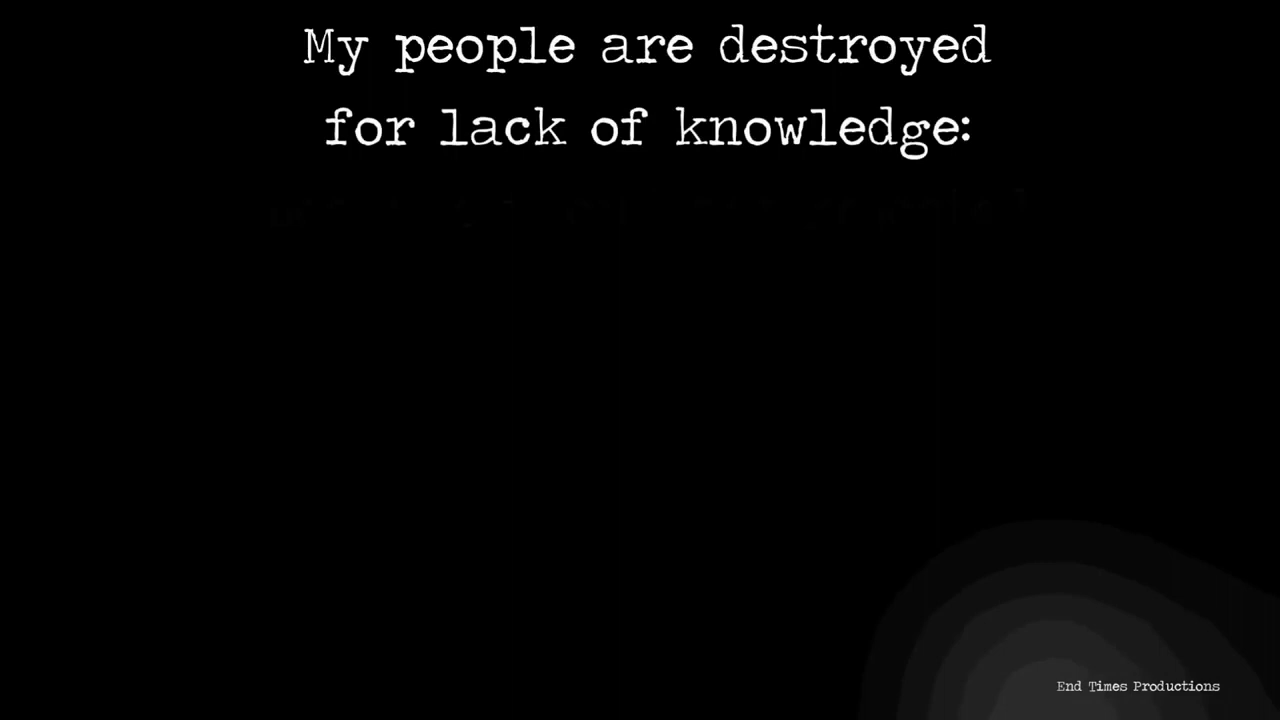 My people are destroyed
for lack of knowledge:
End Times Productions